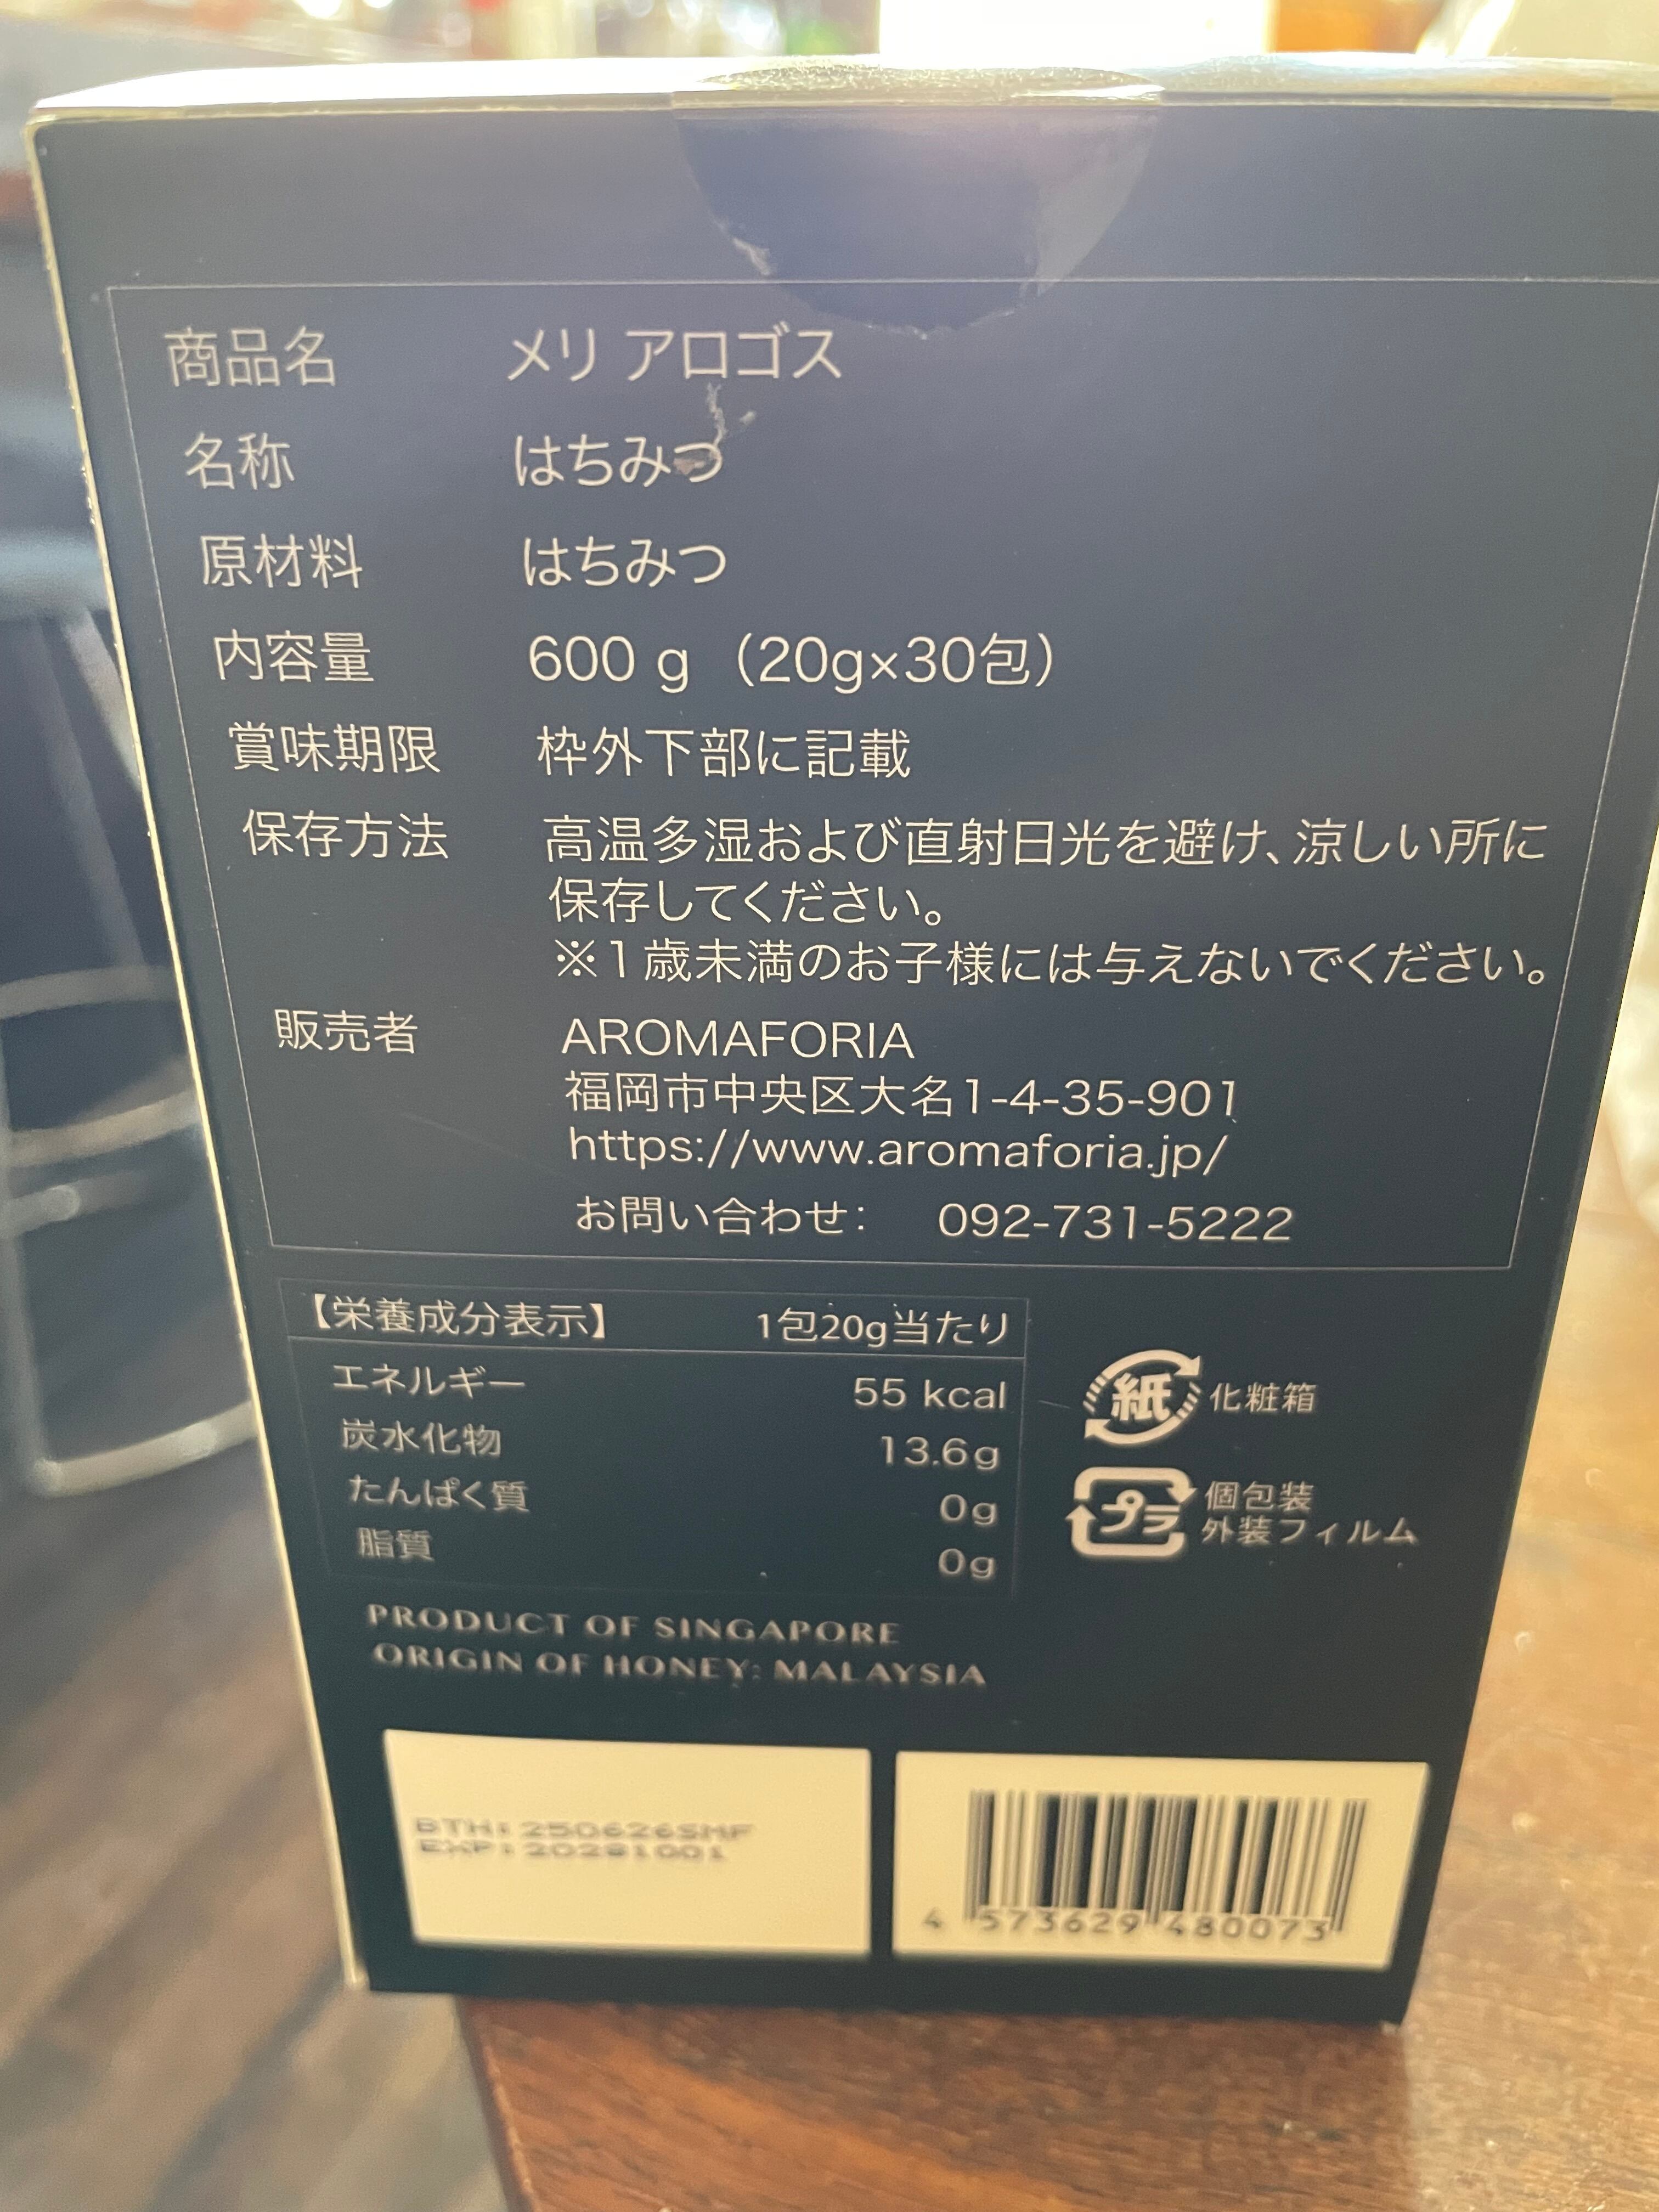 商品名 メリ アロゴス
名称 はちみつ
原材料 はちみつ
内容量 600 g（20g×30包）
賞味期限 枠外下部に記載
保存方法 高温多湿および直射日光を避け、涼しい所に
保存してください。
※1歳未満のお子様には与えないでください。
販売者 AROMAFORIA
福岡市中央区大名1-4-35-901
https://www.aromaforia.jp/
お問い合わせ： 092-731-5222
【栄養成分表示】 1包20g当たり
エネルギー 55 kcal
炭水化物 13.6g
たんぱく質 0g
脂質 0g
紙 化粧箱
プラ 個包装
外装フィルム
PRODUCT OF SINGAPORE
ORIGIN OF HONEY: MALAYSIA
BTH: 250626SMF
EXP: 20281001
4 573629 480073